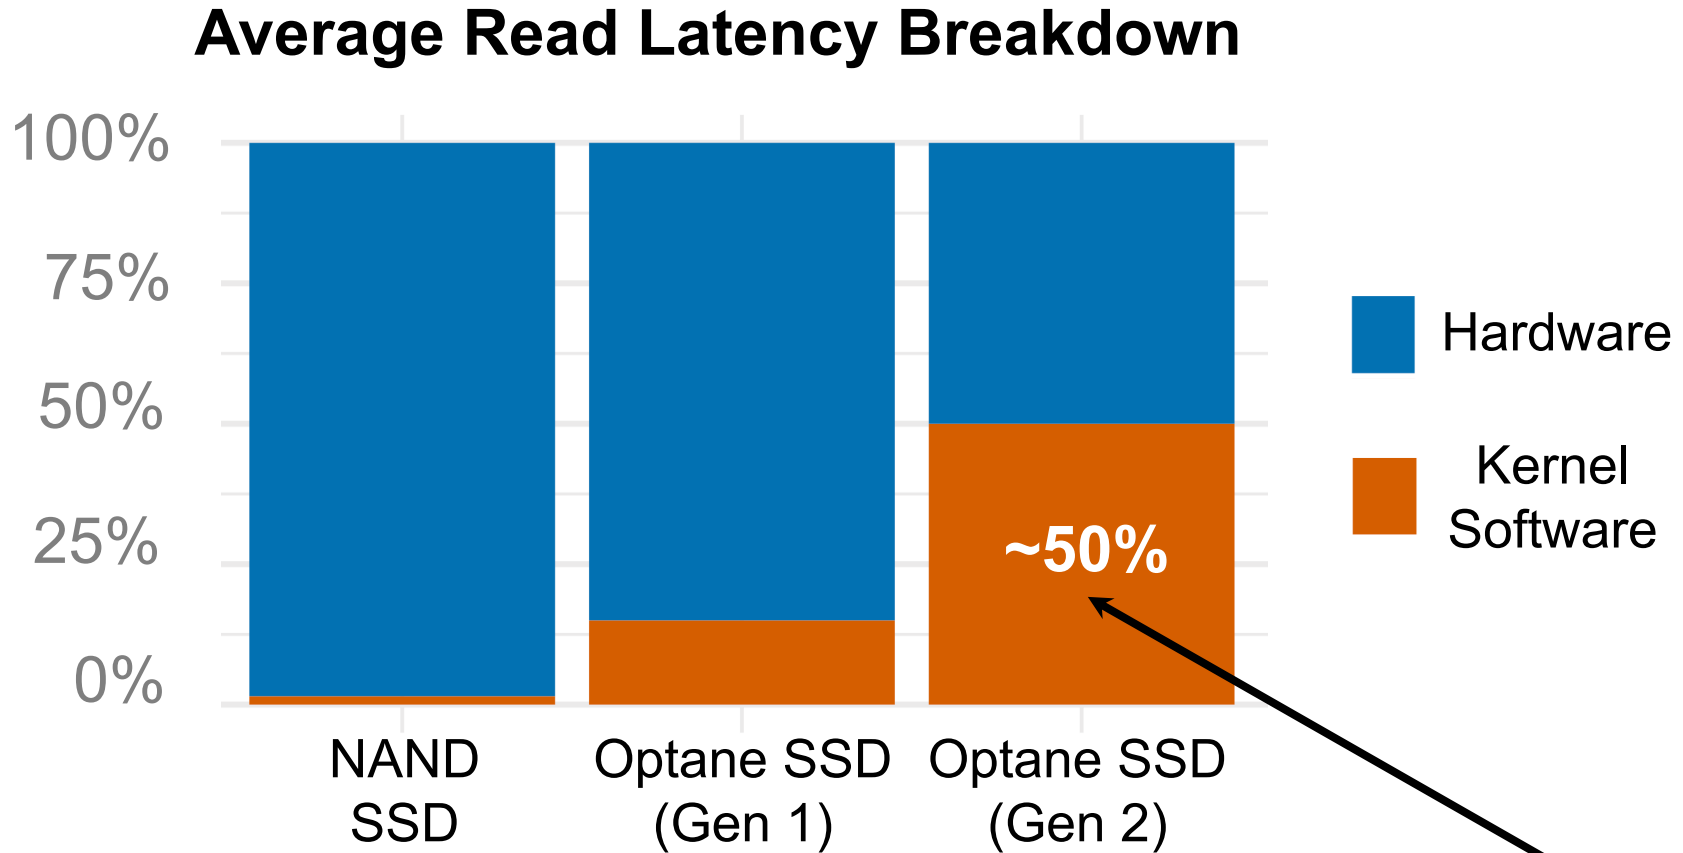 Average Read Latency Breakdown
100%
75%
50%
25%
0%
~50%
Hardware
Kernel
Software
NAND
SSD
Optane SSD
(Gen 1)
Optane SSD
(Gen 2)